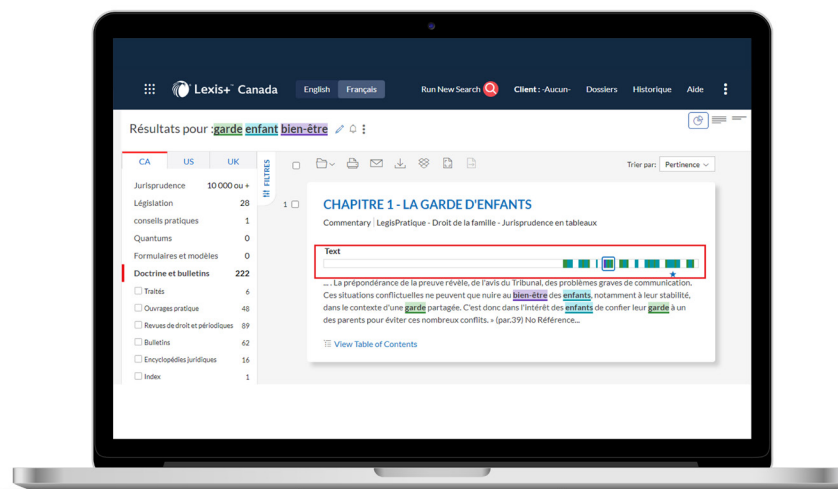 Lexis+™ Canada
English Français
Run New Search
Client : -Aucun-
Dossiers
Historique
Aide
Résultats pour :garde enfant bien-être
CA US UK
FILTRES
Trier par: Pertinence
Jurisprudence 10 000 ou +
Législation 28
conseils pratiques 1
Quantums 0
Formulaires et modèles 0
Doctrine et bulletins 222
Traités 6
Ouvrages pratique 48
Revues de droit et périodiques 89
Bulletins 62
Encyclopédies juridiques 16
Index 1
1
CHAPITRE 1 - LA GARDE D'ENFANTS
Commentary | LegisPratique - Droit de la famille - Jurisprudence en tableaux
Text
... . La prépondérance de la preuve révèle, de l'avis du Tribunal, des problèmes graves de communication.
Ces situations conflictuelles ne peuvent que nuire au bien-être des enfants, notamment à leur stabilité,
dans le contexte d'une garde partagée. C'est donc dans l'intérêt des enfants de confier leur garde à un
des parents pour éviter ces nombreux conflits. » (par.39) No Référence...
View Table of Contents